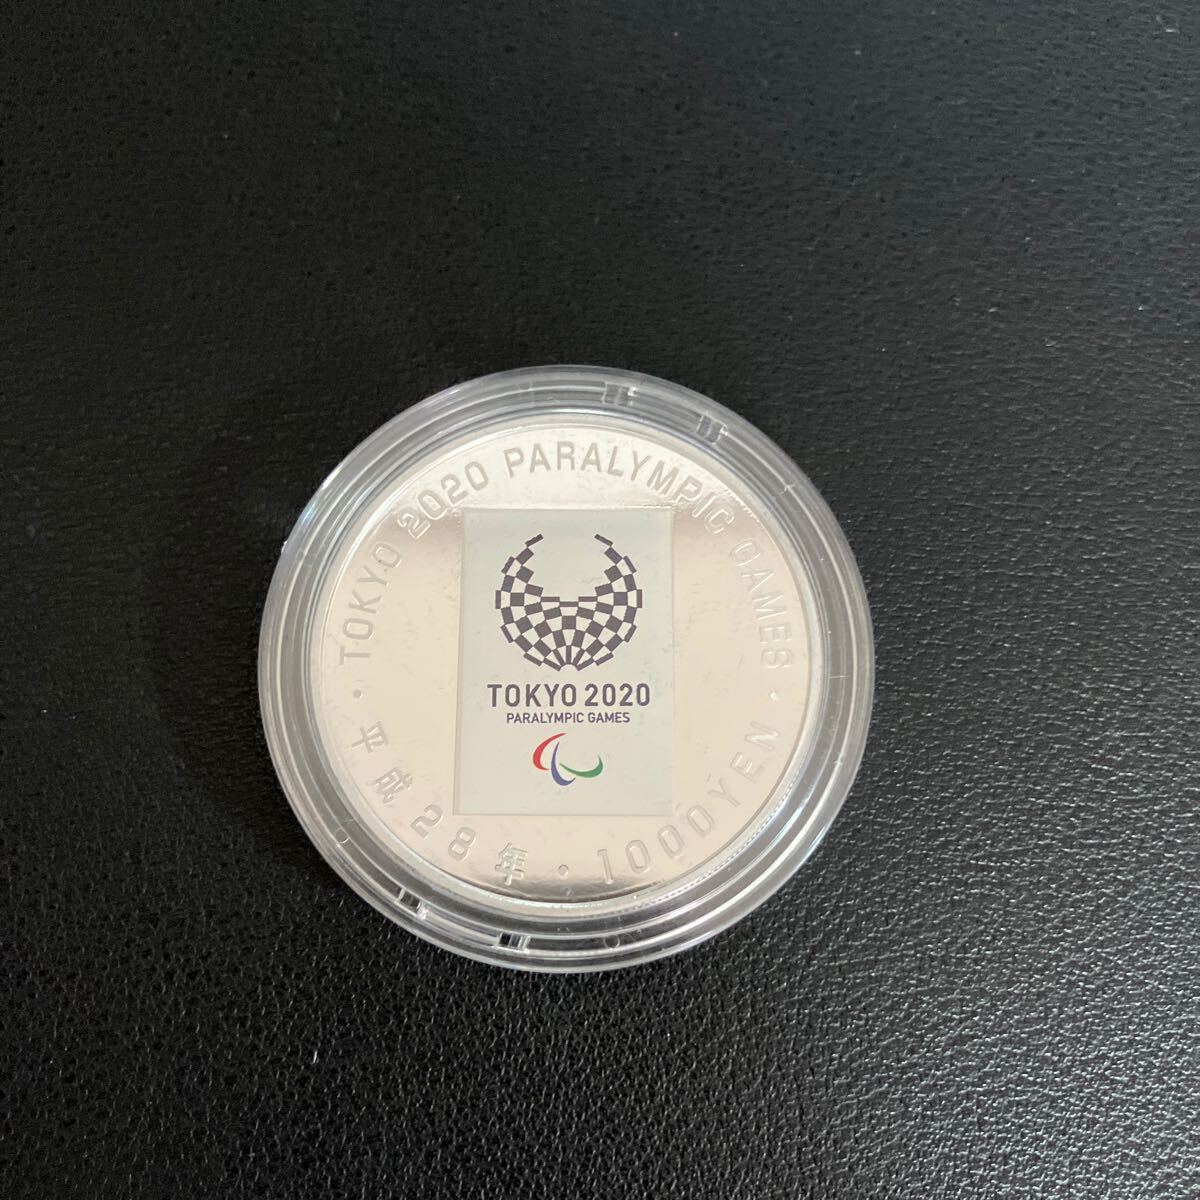 TOKYO 2020 PARALYMPIC GAMES
TOKYO 2020
PARALYMPIC GAMES
平成28年・1000YEN